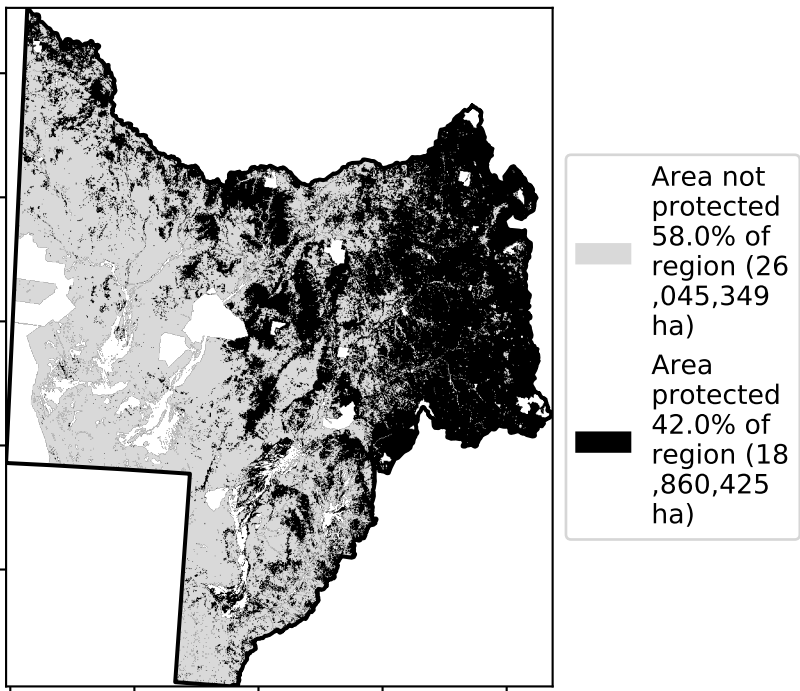 Area not
protected
58.0% of
region (26
,045,349
ha)
Area
protected
42.0% of
region (18
,860,425
ha)